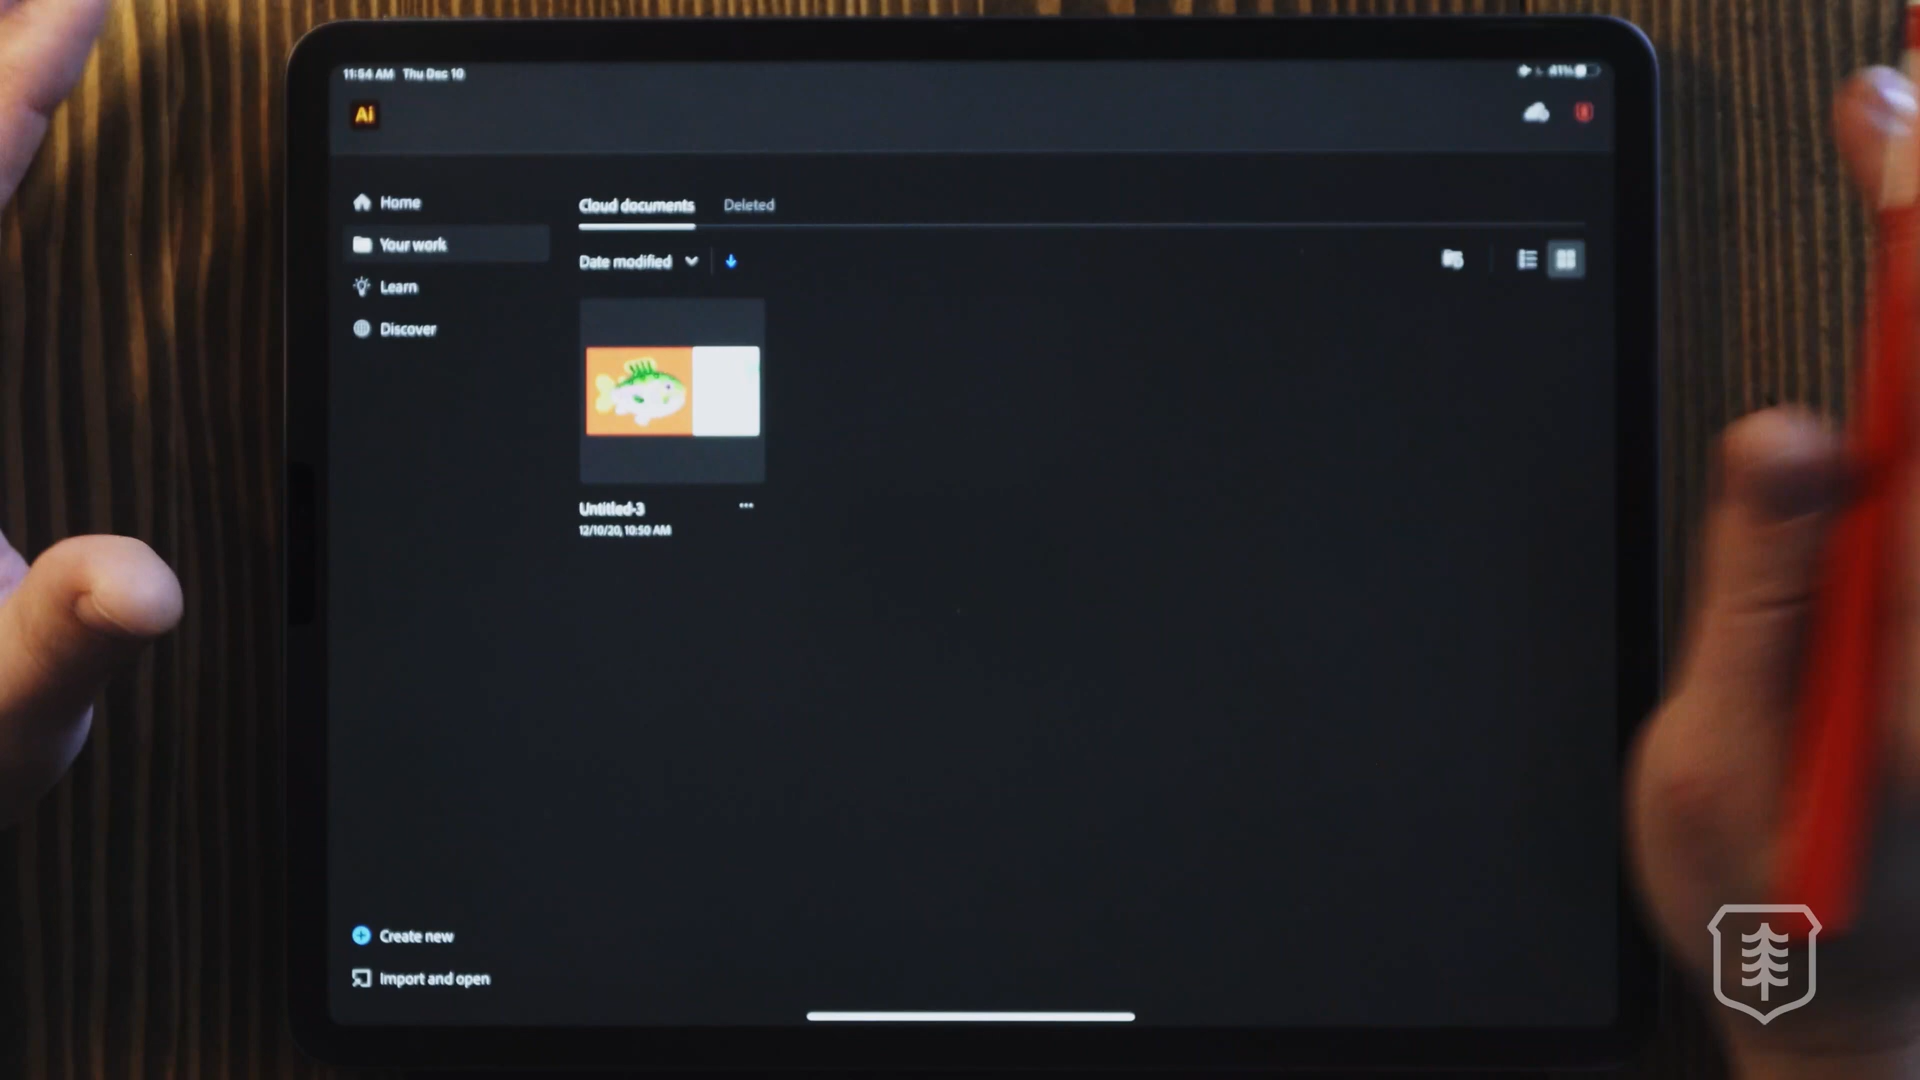 11:54 AM Thu Dec 10
41%
Ai
Home
Your work
Learn
Discover
Cloud documents
Deleted
Date modified
Untitled-3
...
12/10/20, 10:50 AM
Create new
Import and open